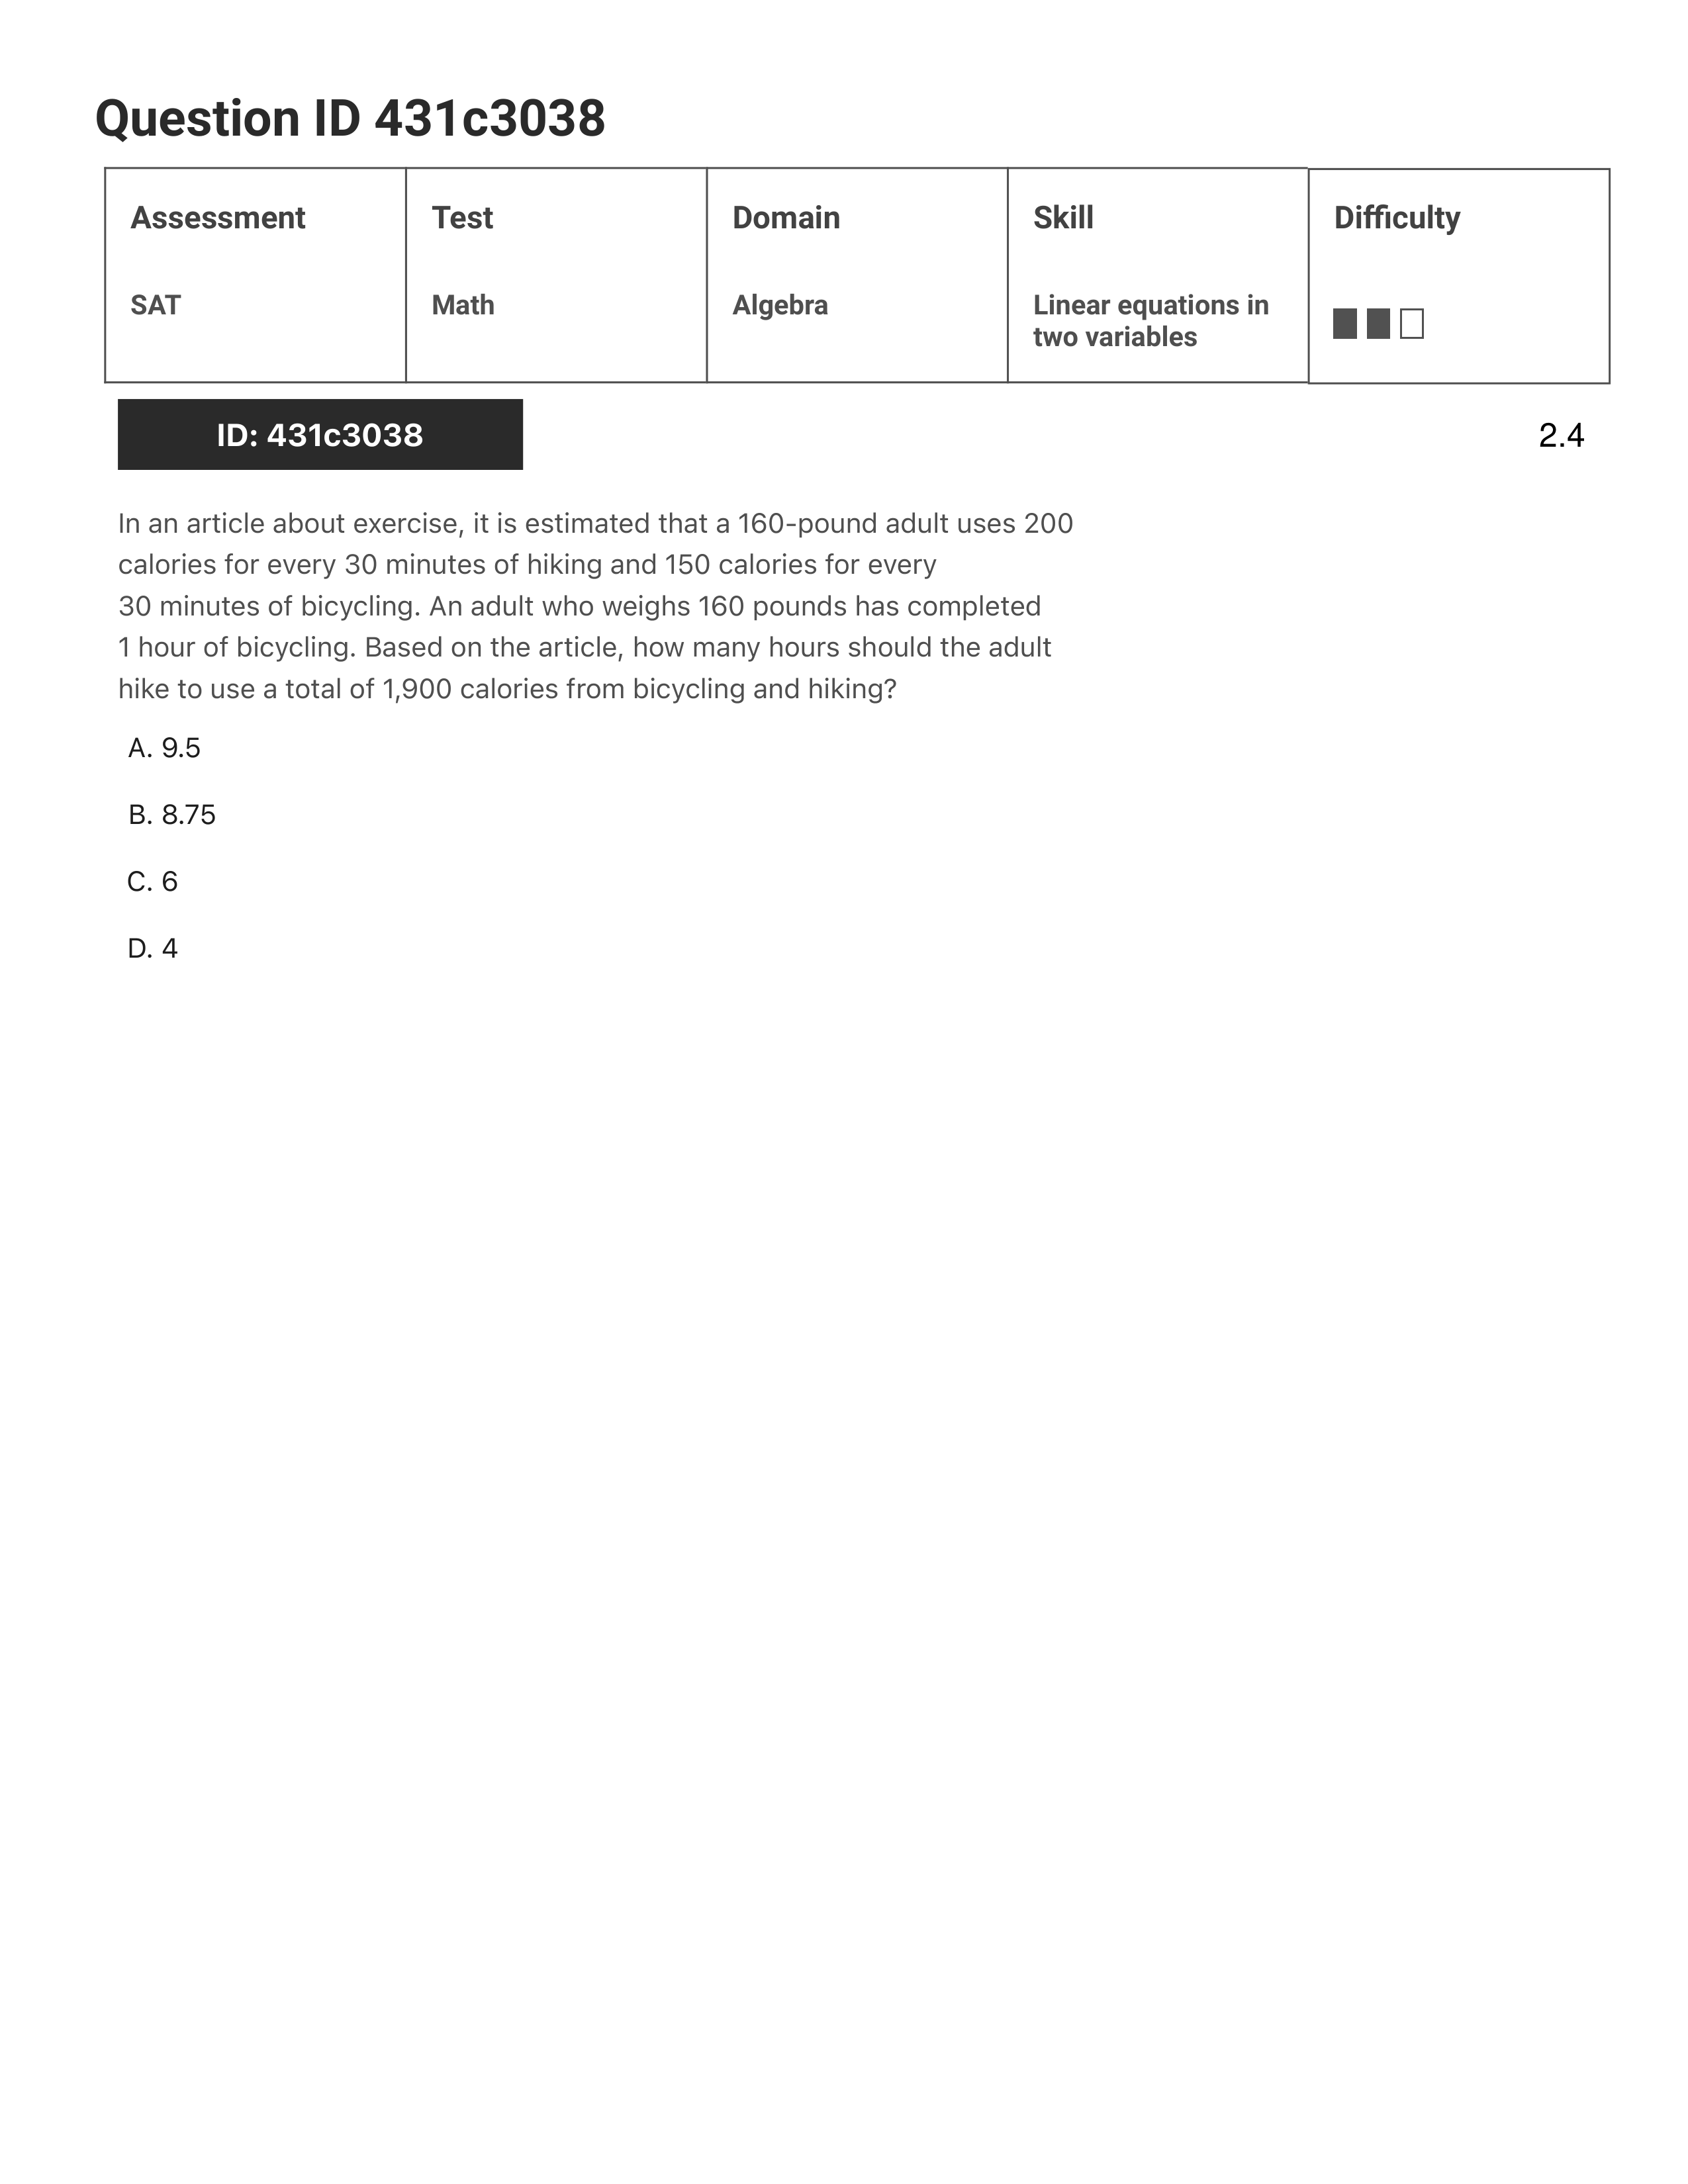 Question ID 431c3038
Assessment Test Domain Skill Difficulty
SAT Math Algebra Linear equations in
two variables
ID: 431c3038 2.4
In an article about exercise, it is estimated that a 160-pound adult uses 200
calories for every 30 minutes of hiking and 150 calories for every
30 minutes of bicycling. An adult who weighs 160 pounds has completed
1 hour of bicycling. Based on the article, how many hours should the adult
hike to use a total of 1,900 calories from bicycling and hiking?
A. 9.5
B. 8.75
C. 6
D. 4